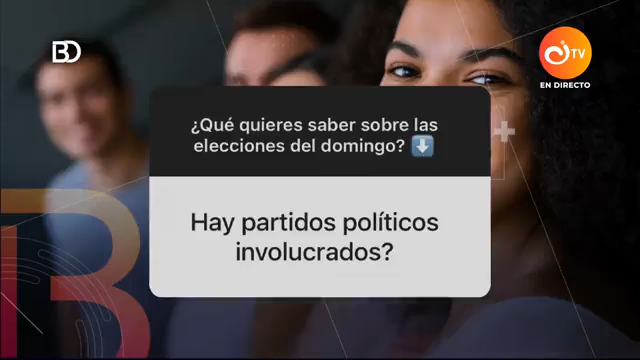 BD
TV
EN DIRECTO
¿Qué quieres saber sobre las
elecciones del domingo? ⬇️
Hay partidos políticos
involucrados?